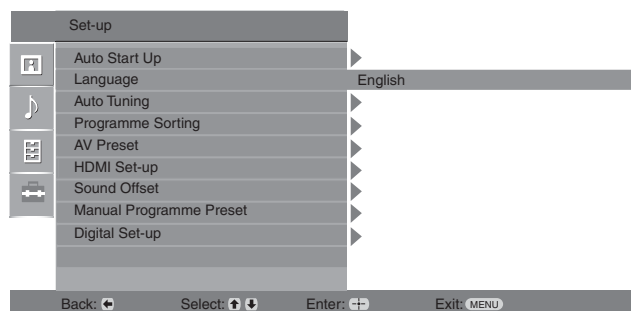 Set-up
Auto Start Up
Language English
Auto Tuning
Programme Sorting
AV Preset
HDMI Set-up
Sound Offset
Manual Programme Preset
Digital Set-up
Back: Select: Enter: Exit: MENU